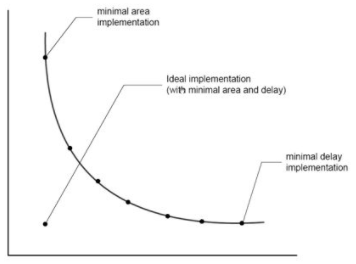 minimal area
implementation
Ideal implementation
(with minimal area and delay)
minimal delay
implementation